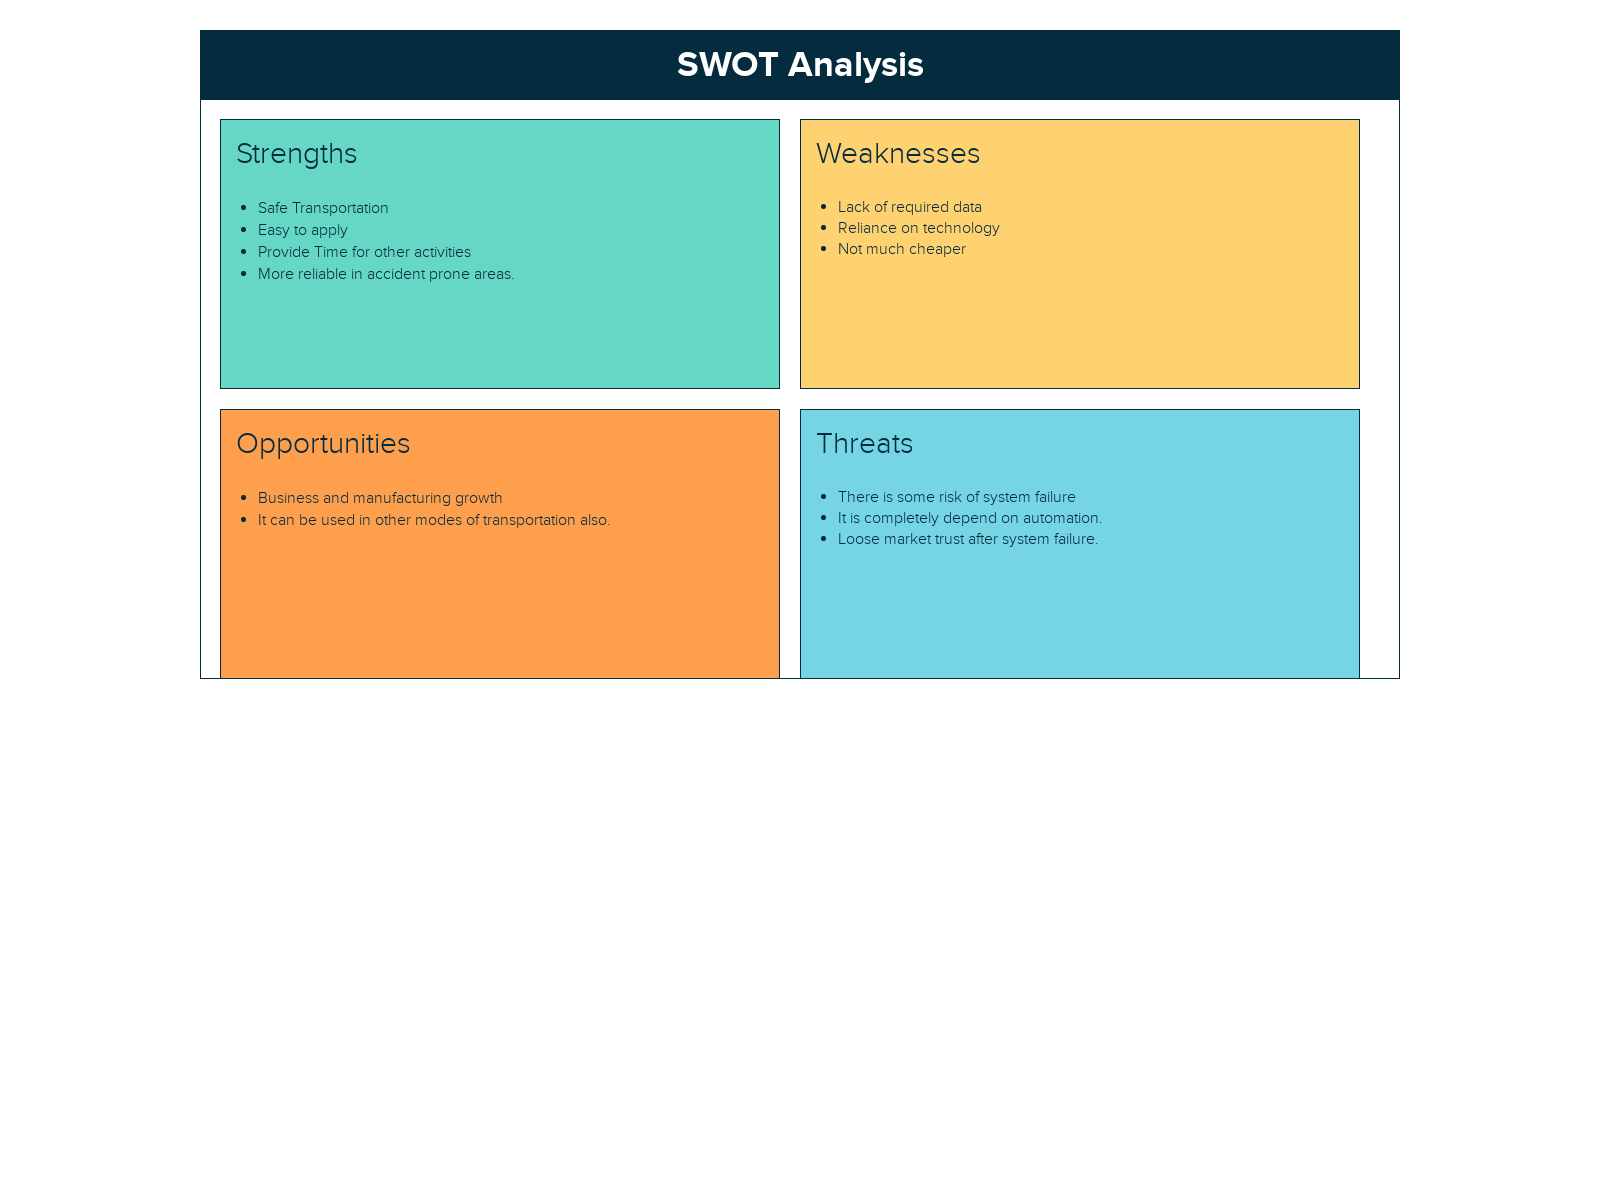 SWOT Analysis
Strengths
Safe Transportation
Easy to apply
Provide Time for other activities
More reliable in accident prone areas.
Weaknesses
Lack of required data
Reliance on technology
Not much cheaper
Opportunities
Business and manufacturing growth
It can be used in other modes of transportation also.
Threats
There is some risk of system failure
It is completely depend on automation.
Loose market trust after system failure.